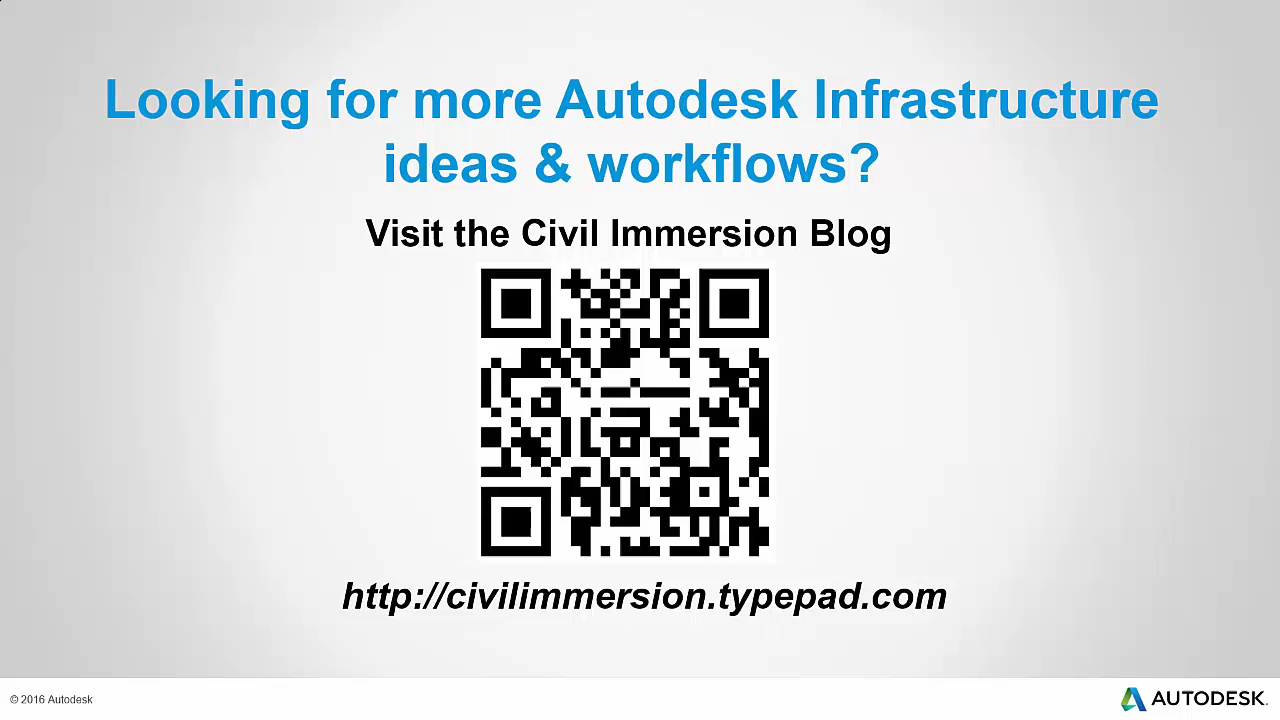 Looking for more Autodesk Infrastructure
ideas & workflows?
Visit the Civil Immersion Blog
http://civilimmersion.typepad.com
© 2016 Autodesk
AUTODESK.